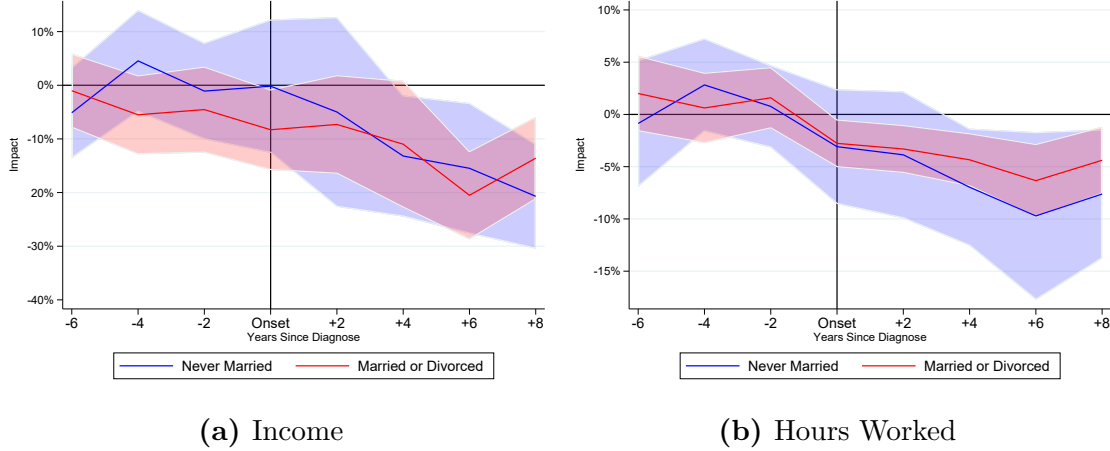 10%
0%
-10%
20%
-30%
-40%
Impact
-6
-4
-2
Onset
+2
+4
+6
+8
Years Since Diagnose
Never Married
Married or Divorced
(a) Income
10%
5%
0%
-5%
-10%
-15%
Impact
-6
-4
-2
Onset
+2
+4
+6
+8
Years Since Diagnose
Never Married
Married or Divorced
(b) Hours Worked